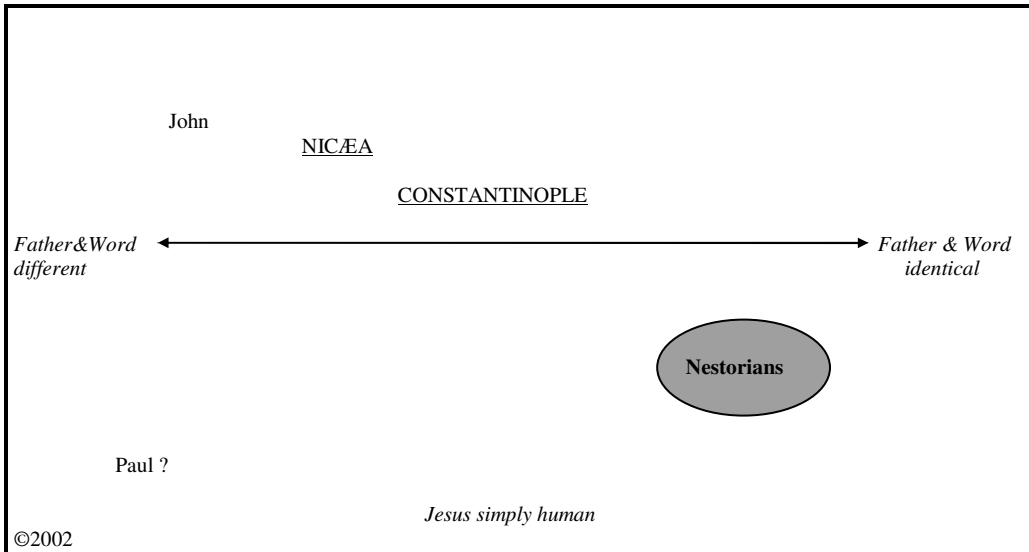 John
NICÆA
CONSTANTINOPLE
Father&Word
different
Father & Word
identical
Nestorians
Paul ?
Jesus simply human
©2002